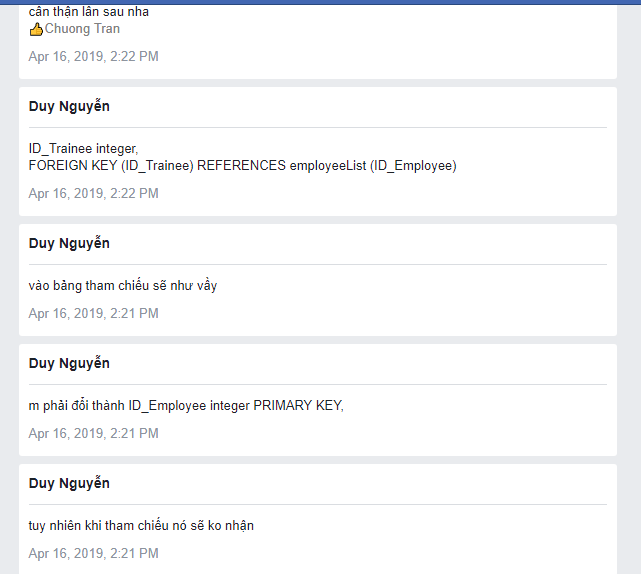 cẩn thận lần sau nha
Chuong Tran
Apr 16, 2019, 2:22 PM
Duy Nguyễn
ID_Trainee integer,
FOREIGN KEY (ID_Trainee) REFERENCES employeeList (ID_Employee)
Apr 16, 2019, 2:22 PM
Duy Nguyễn
vào bảng tham chiếu sẽ như vầy
Apr 16, 2019, 2:21 PM
Duy Nguyễn
m phải đổi thành ID_Employee integer PRIMARY KEY,
Apr 16, 2019, 2:21 PM
Duy Nguyễn
tuy nhiên khi tham chiếu nó sẽ ko nhận
Apr 16, 2019, 2:21 PM